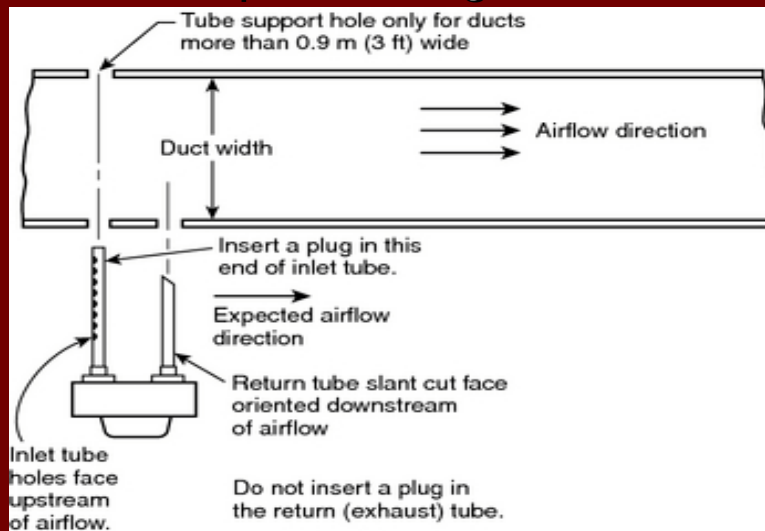 Tube support hole only for ducts
more than 0.9 m (3 ft) wide
Duct width
Airflow direction
Insert a plug in this
end of inlet tube.
Expected airflow
direction
Return tube slant cut face
oriented downstream
of airflow
Inlet tube
holes face
upstream
of airflow.
Do not insert a plug in
the return (exhaust) tube.